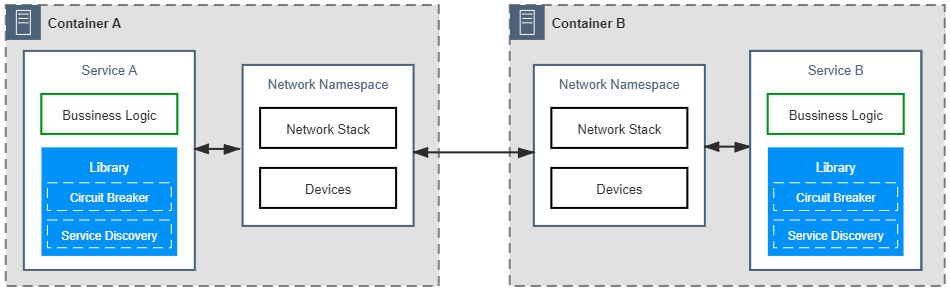 Container A
Service A
Bussiness Logic
Library
Circuit Breaker
Service Discovery
Network Namespace
Network Stack
Devices
Container B
Network Namespace
Network Stack
Devices
Service B
Bussiness Logic
Library
Circuit Breaker
Service Discovery